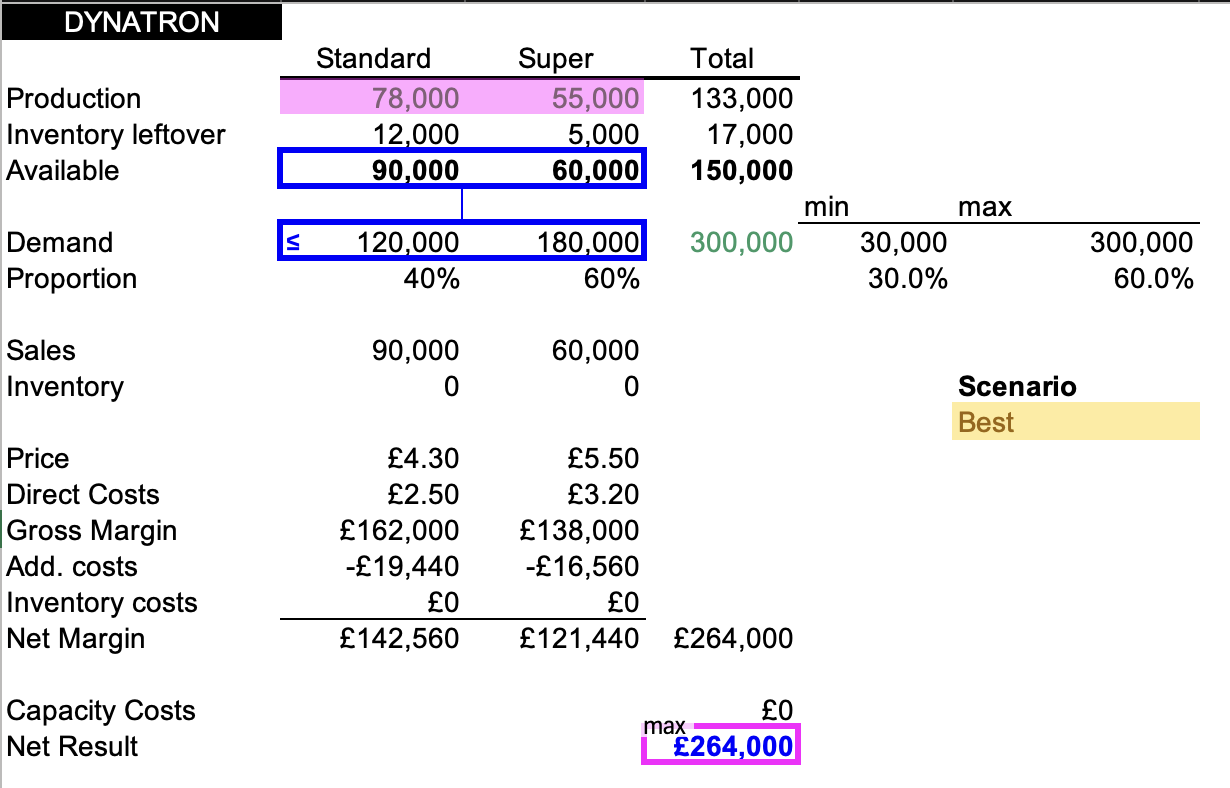 DYNATRON
Standard Super Total
Production 78,000 55,000 133,000
Inventory leftover 12,000 5,000 17,000
Available 90,000 60,000 150,000
min max
Demand ≤ 120,000 180,000 300,000 30,000 300,000
Proportion 40% 60% 30.0% 60.0%
Sales 90,000 60,000
Inventory 0 0 Scenario
Best
Price £4.30 £5.50
Direct Costs £2.50 £3.20
Gross Margin £162,000 £138,000
Add. costs -£19,440 -£16,560
Inventory costs £0 £0
Net Margin £142,560 £121,440 £264,000
Capacity Costs £0
max
Net Result £264,000